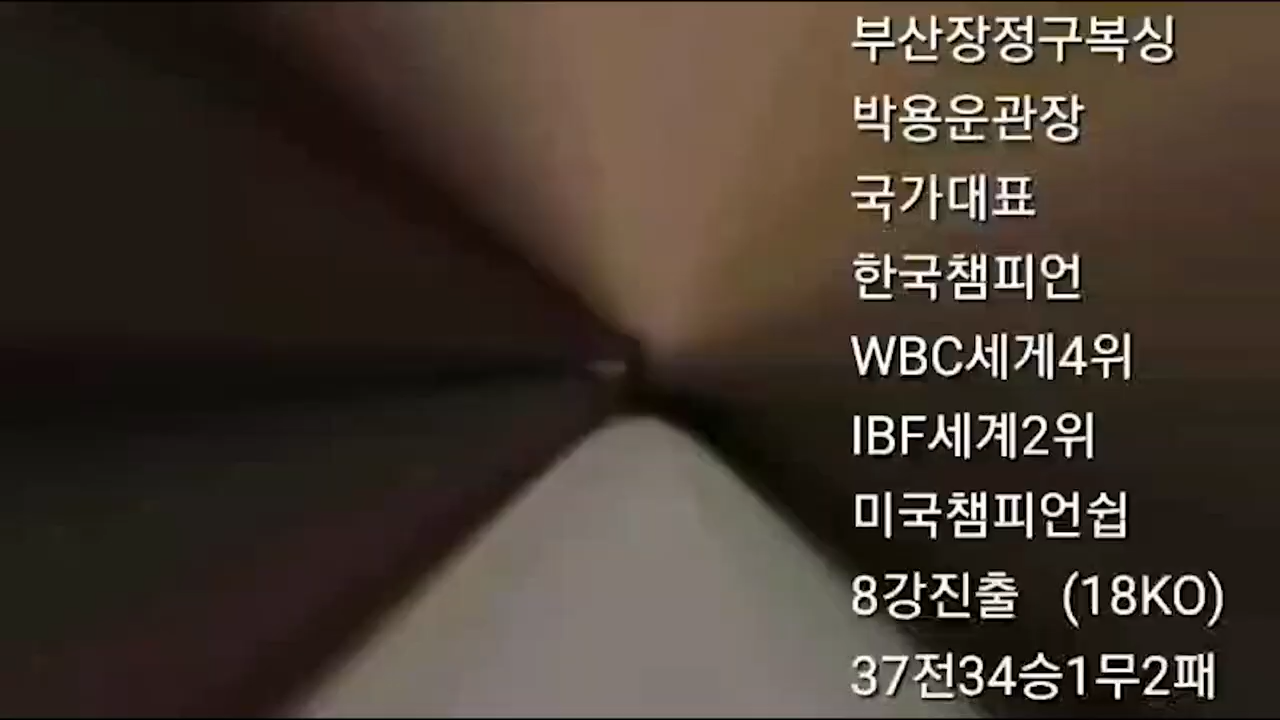 부산장정구복싱
박용운관장
국가대표
한국챔피언
WBC세게4위
IBF세계2위
미국챔피언쉽
8강진출 (18KO)
37전34승1무2패